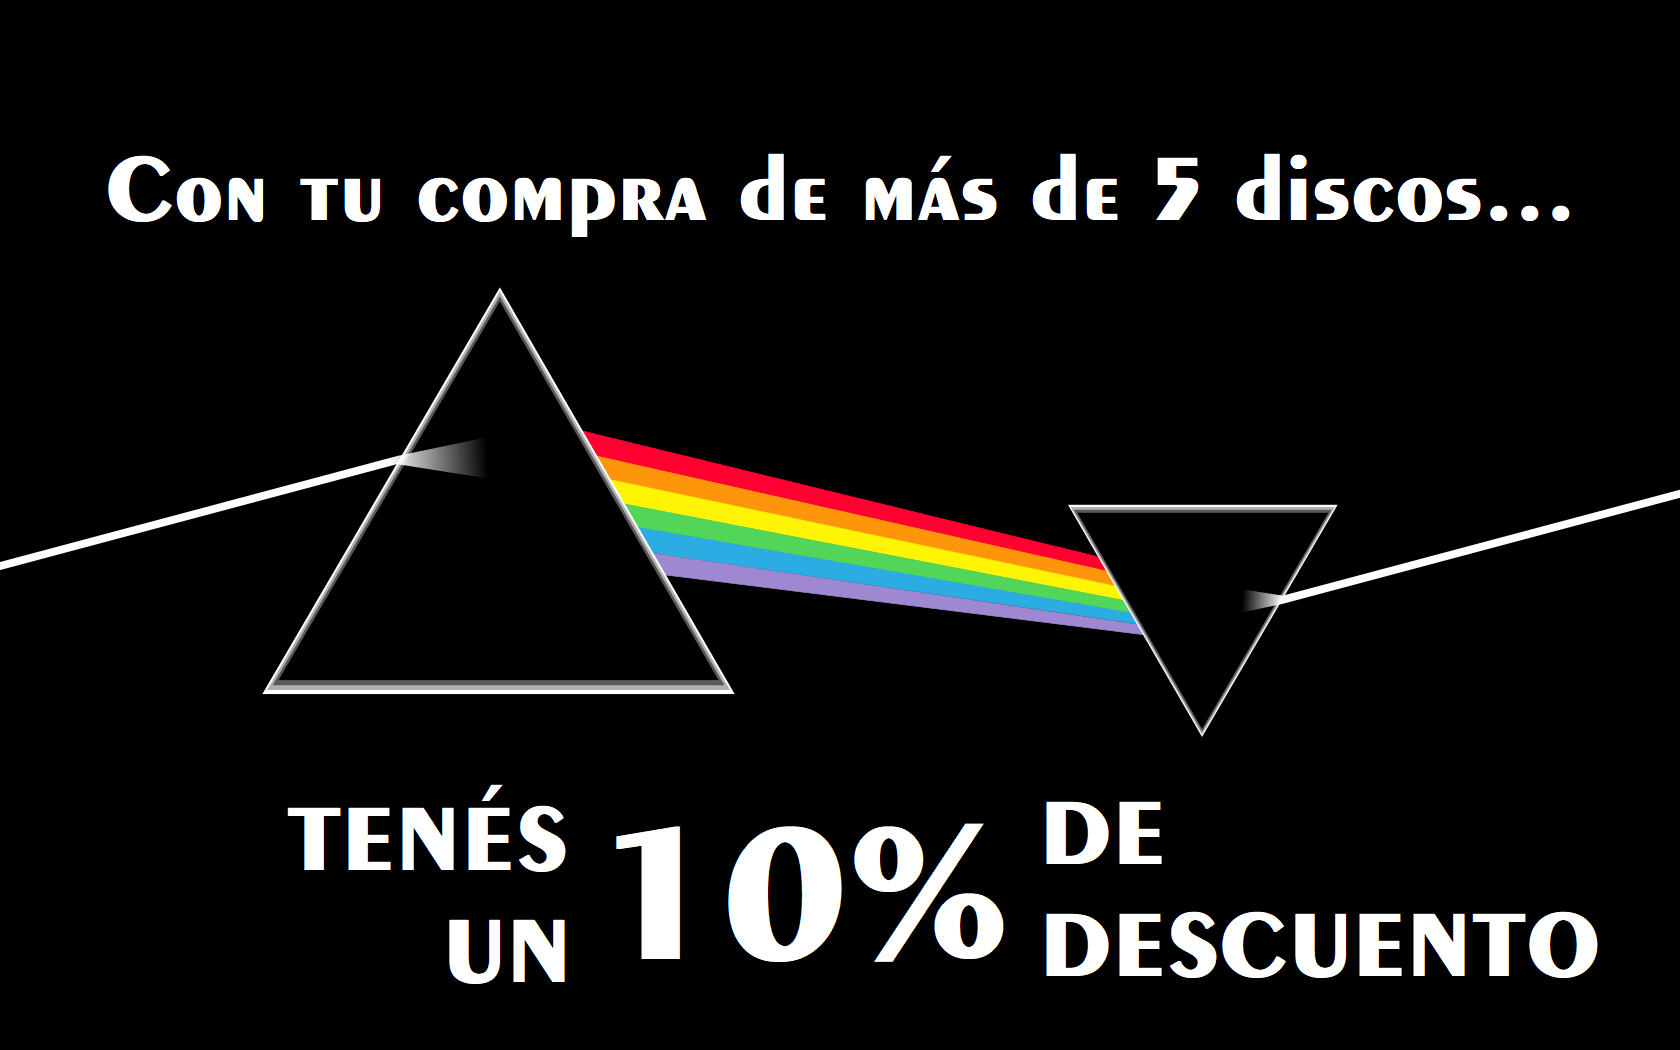 Con tu compra de más de 5 discos...
TENÉS
UN
10%
DE
DESCUENTO